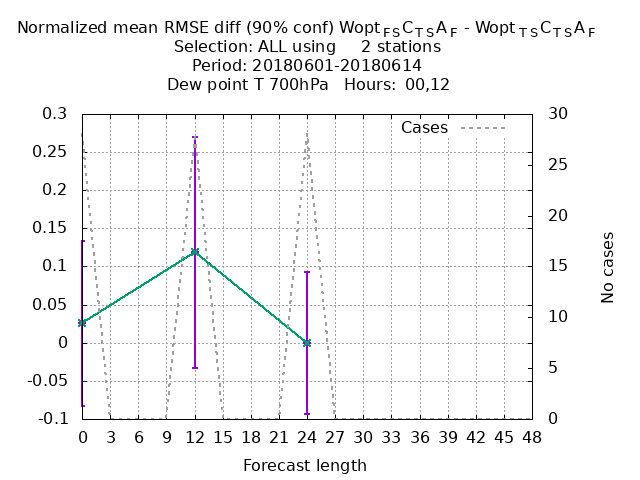 Normalized mean RMSE diff (90% conf) Wopt FS C TS A F - Wopt TS C TS A F
Selection: ALL using 2 stations
Period: 20180601-20180614
Dew point T 700hPa Hours: 00,12
Cases
0.3
0.25
0.2
0.15
0.1
0.05
0
-0.05
-0.1
30
25
20
15
10
5
0
No cases
0 3 6 9 12 15 18 21 24 27 30 33 36 39 42 45 48
Forecast length